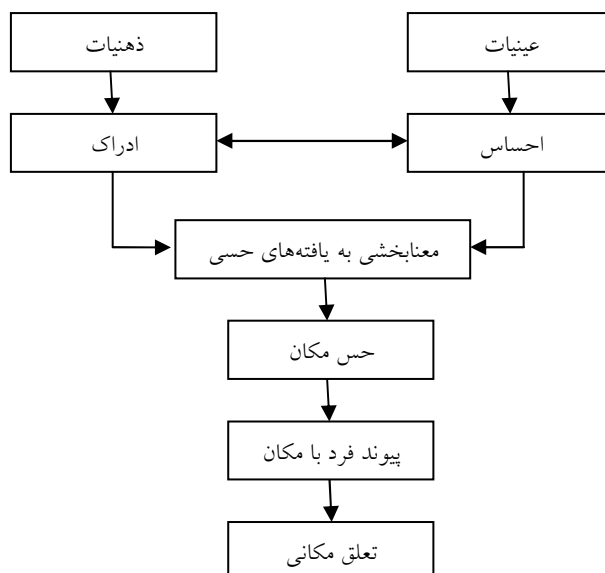 عینیات
ذهنیات
احساس
ادراک
معنابخشی به یافته‌های حسی
حس مکان
پیوند فرد با مکان
تعلق مکانی